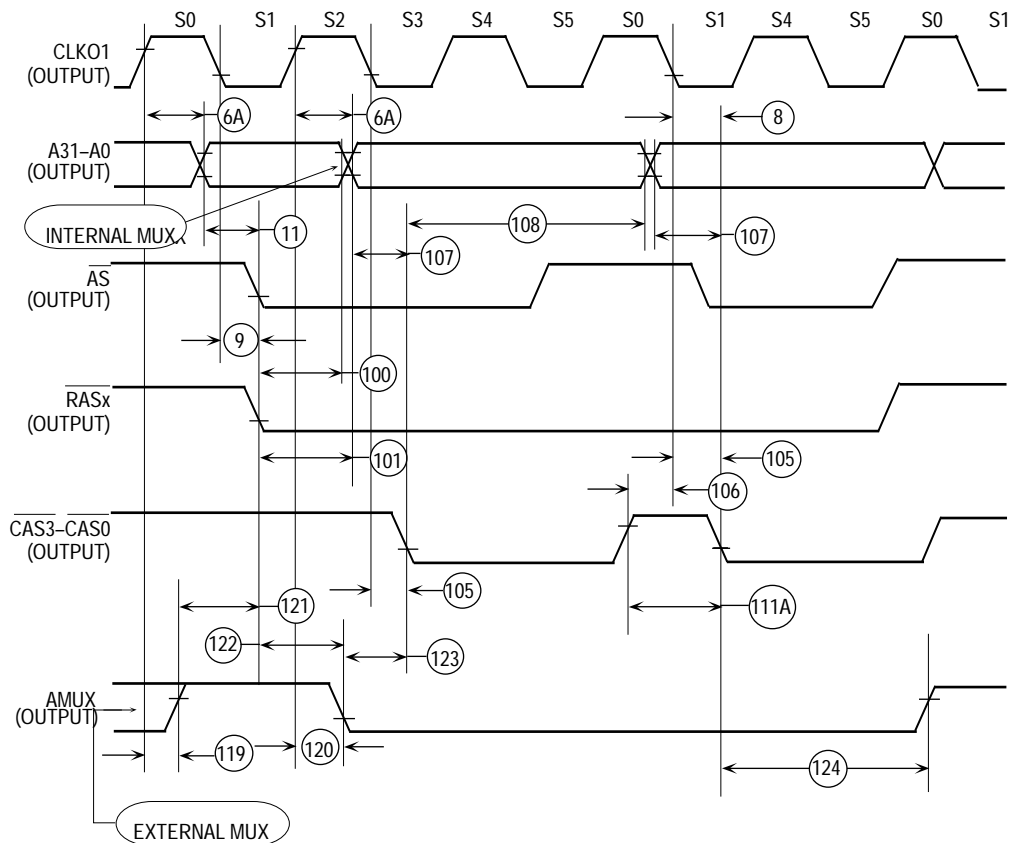 S0 S1 S2 S3 S4 S5 S0 S1 S4 S5 S0 S1
CLKO1
(OUTPUT)
6A 6A 8
A31–A0
(OUTPUT)
INTERNAL MUXX
11 108 107 107
AS
(OUTPUT)
9
100
RASx
(OUTPUT)
101 105
106
CAS3–CAS0
(OUTPUT)
121 105 111A
122 123
AMUX
(OUTPUT)
119 120 124
EXTERNAL MUX